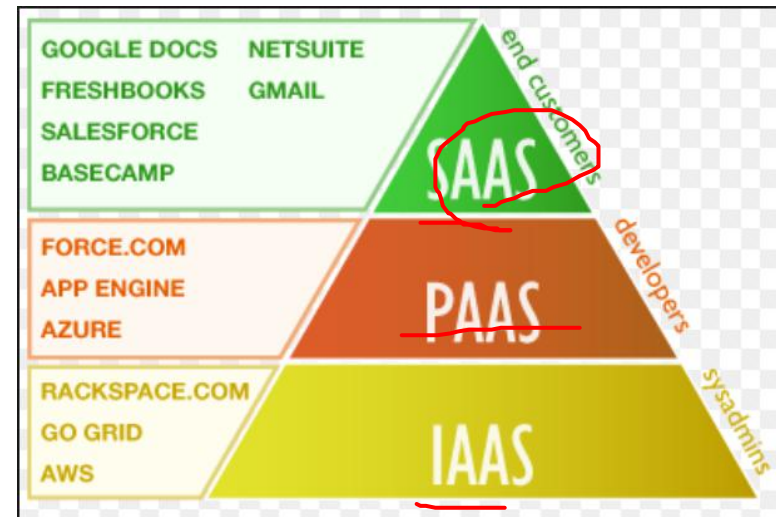 GOOGLE DOCS NETSUITE
FRESHBOOKS GMAIL
SALESFORCE
BASECAMP
SAAS
end customers
FORCE.COM
APP ENGINE
AZURE
PAAS
developers
RACKSPACE.COM
GO GRID
AWS
IAAS
sysadmins